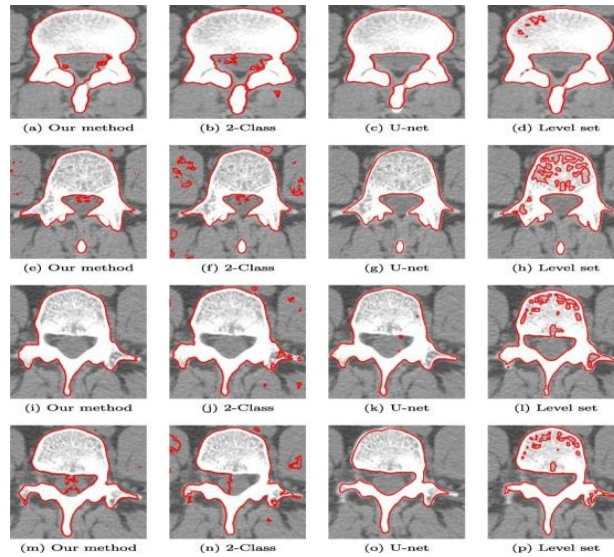 (a) Our method (b) 2-Class (c) U-net (d) Level set
(e) Our method (f) 2-Class (g) U-net (h) Level set
(i) Our method (j) 2-Class (k) U-net (l) Level set
(m) Our method (n) 2-Class (o) U-net (p) Level set